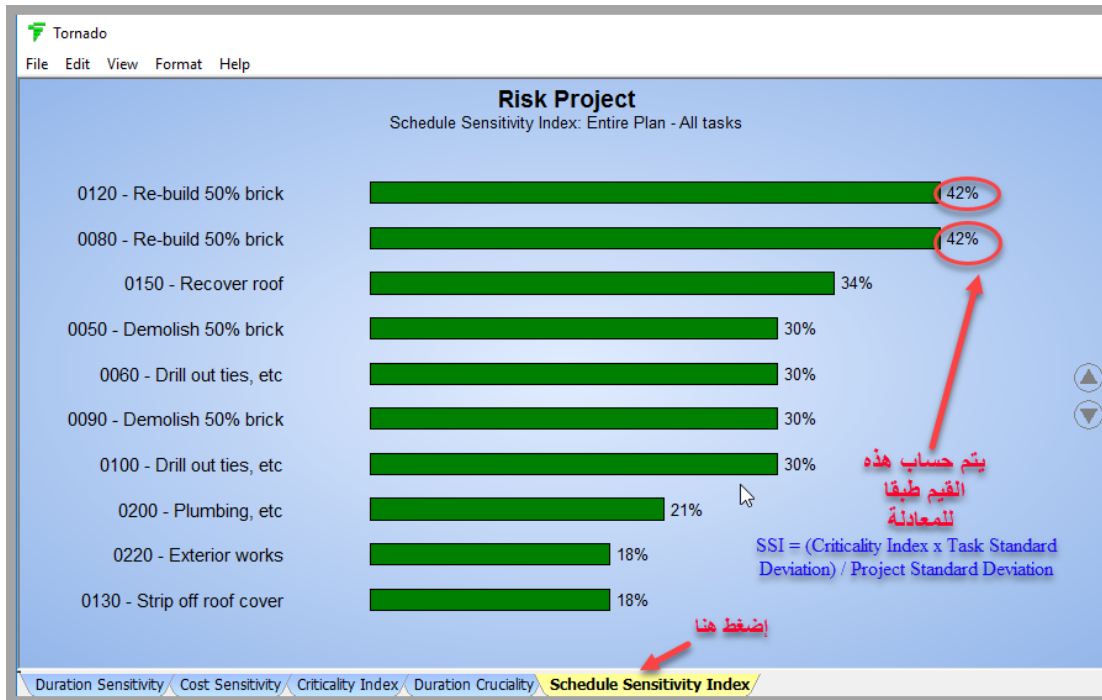 Tornado
File Edit View Format Help
Risk Project
Schedule Sensitivity Index: Entire Plan - All tasks
0120 - Re-build 50% brick 42%
0080 - Re-build 50% brick 42%
0150 - Recover roof 34%
0050 - Demolish 50% brick 30%
0060 - Drill out ties, etc 30%
0090 - Demolish 50% brick 30%
0100 - Drill out ties, etc 30%
0200 - Plumbing, etc 21%
0220 - Exterior works 18%
0130 - Strip off roof cover 18%
يتم حساب هذه
القيم طبقا
للمعادلة
SSI = (Criticality Index x Task Standard
Deviation) / Project Standard Deviation
إضغط هنا
Duration Sensitivity Cost Sensitivity Criticality Index Duration Cruciality Schedule Sensitivity Index